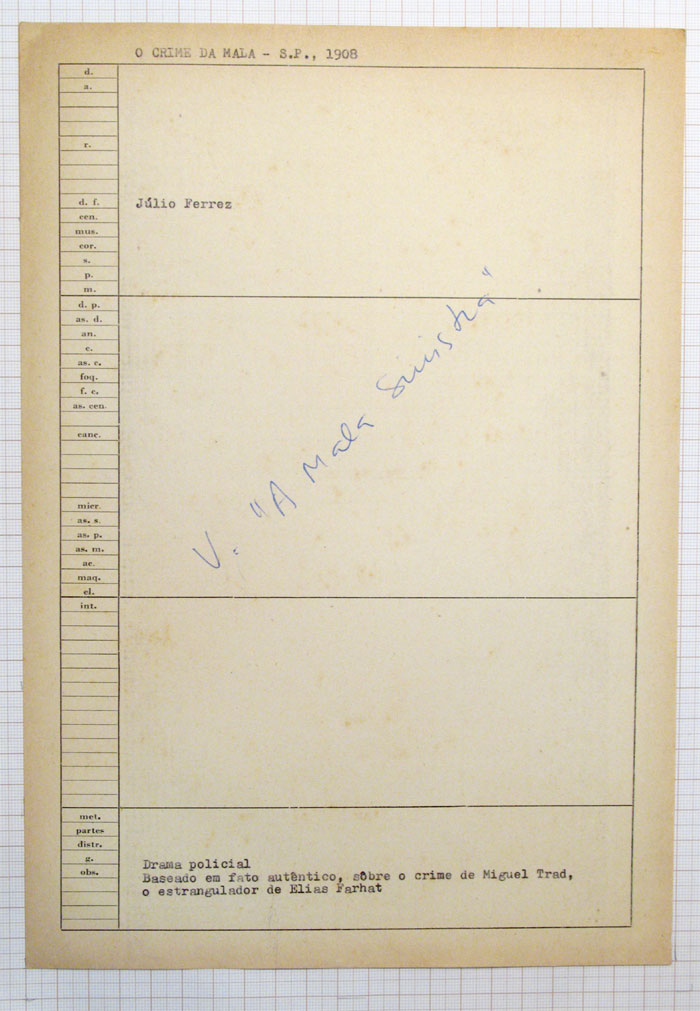 O CRIME DA MALA - S.P., 1908
d.
a.
r.
d. f. Júlio Ferrez
cen.
mus.
cor.
s.
p.
m.
d. p.
as. d.
an.
c.
as. c.
foq.
f. c.
as. cen.
canc.
V. "A Mala Sinistra"
micr.
as. s.
as. p.
as. m.
ac.
maq.
el.
int.
met.
partes
distr.
g. Drama policial
obs. Baseado em fato autêntico, sôbre o crime de Miguel Trad,
o estrangulador de Elias Farhat